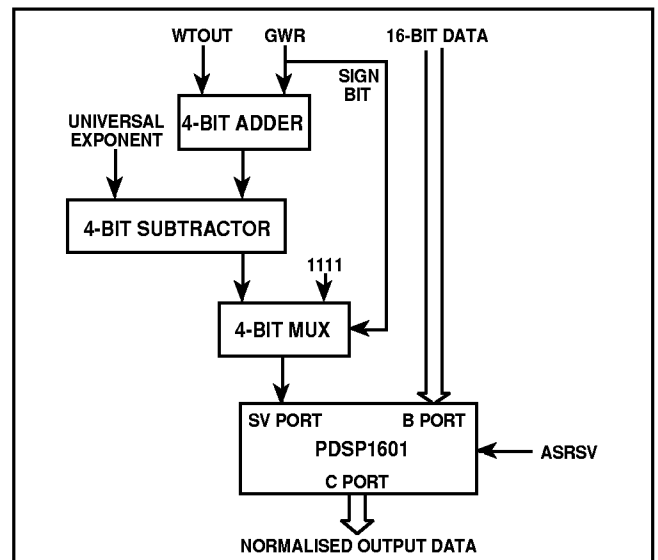 WTOUT GWR 16-BIT DATA
SIGN
BIT
UNIVERSAL
EXPONENT
4-BIT ADDER
4-BIT SUBTRACTOR
1111
4-BIT MUX
SV PORT B PORT
PDSP1601
ASRSV
C PORT
NORMALISED OUTPUT DATA